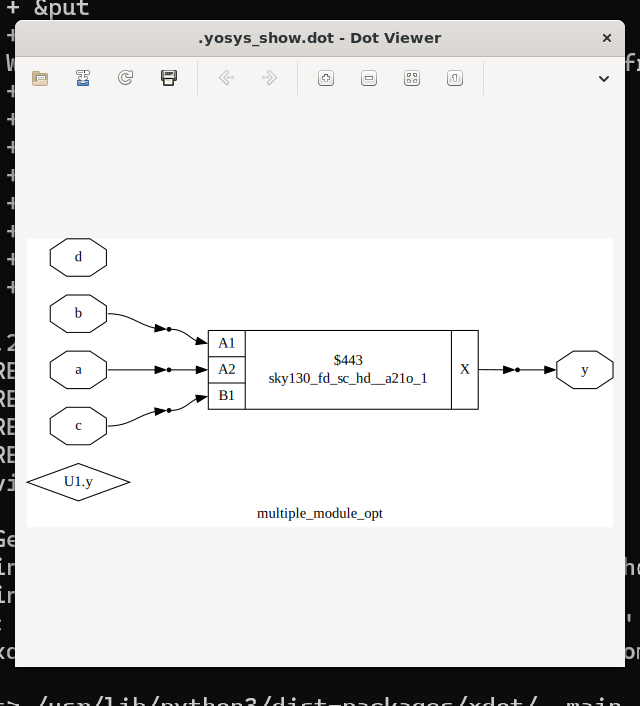 + &put
.yosys_show.dot - Dot Viewer
d
b
a
c
U1.y
A1
A2
B1
$443
sky130_fd_sc_hd__a21o_1
X
y
multiple_module_opt